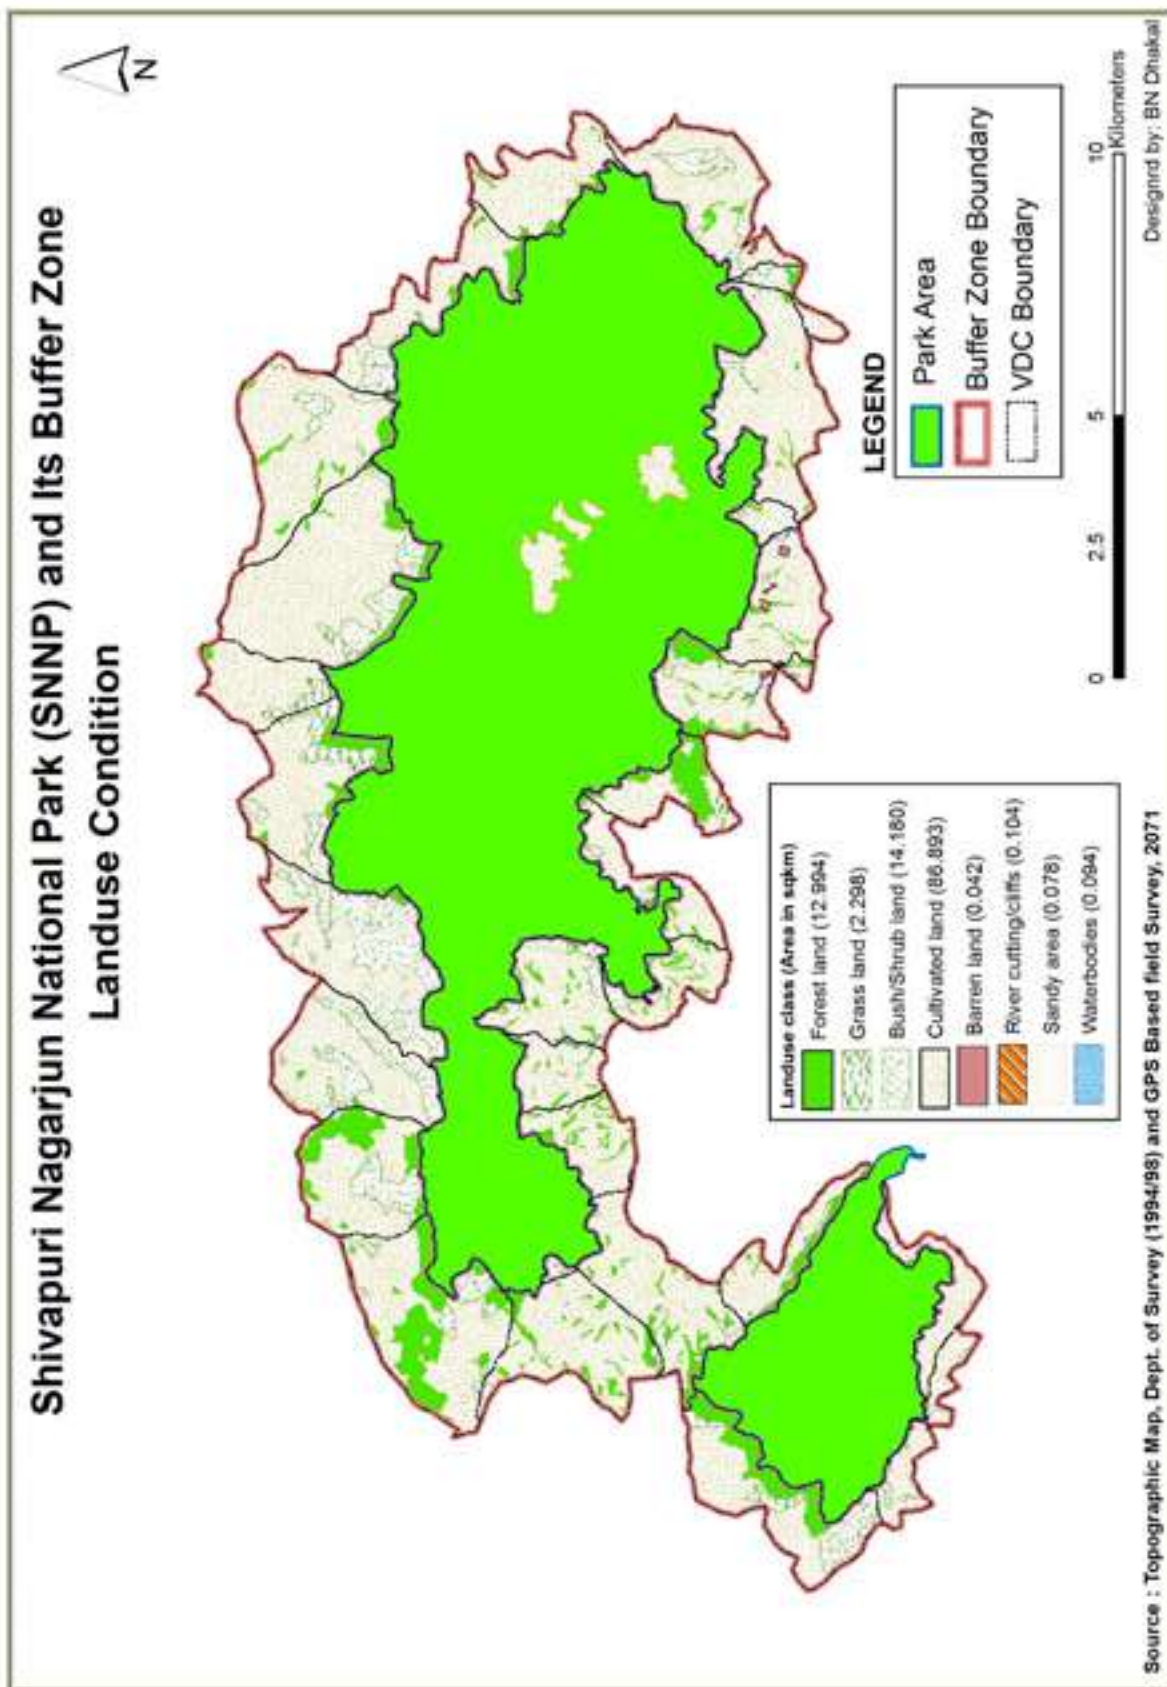 Shivapuri Nagarjun National Park (SNNP) and Its Buffer Zone
Landuse Condition
N
LEGEND
Park Area
Buffer Zone Boundary
VDC Boundary
Landuse class (Area in sqkm)
Forest land (12.994)
Grass land (2.298)
Bush/Shrub land (14.180)
Cultivated land (86.893)
Barren land (0.042)
River cutting/cliffs (0.104)
Sandy area (0.078)
Waterbodies (0.094)
0 2.5 5 10
Kilometers
Source : Topographic Map, Dept. of Survey (1994/98) and GPS Based field Survey, 2071
Designrd by: BN Dhakal